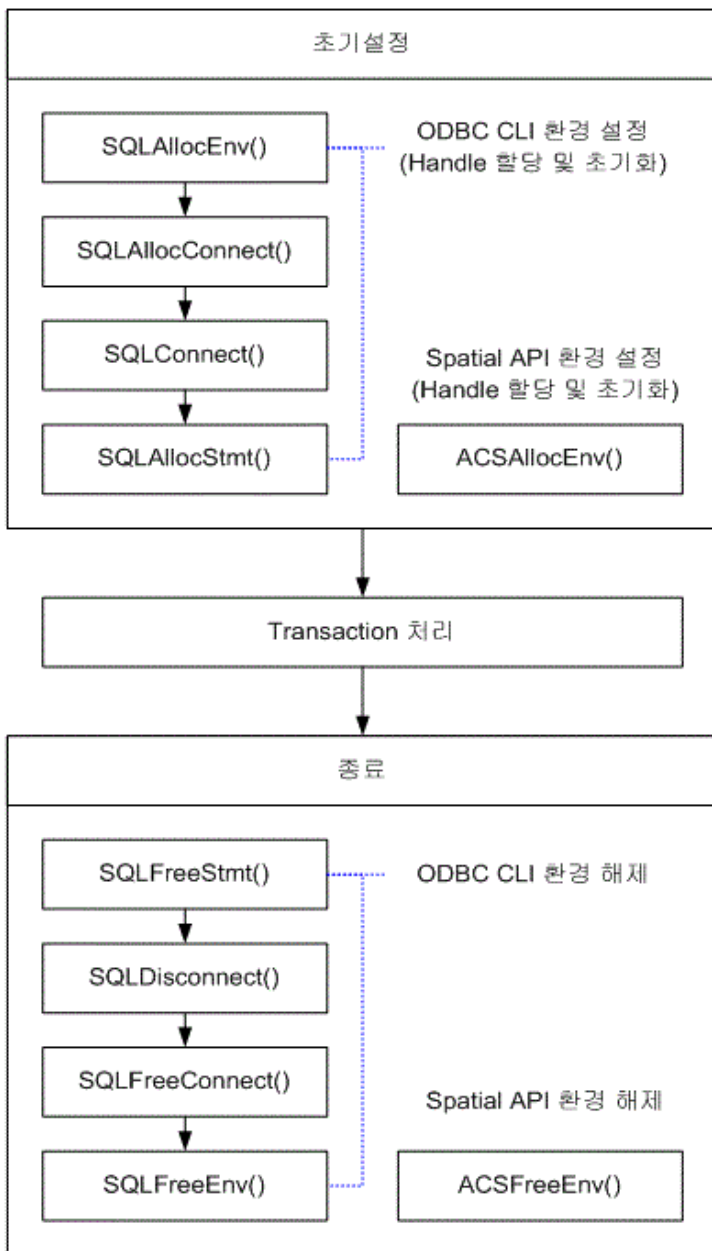 초기설정
SQLAllocEnv()
ODBC CLI 환경 설정
(Handle 할당 및 초기화)
SQLAllocConnect()
SQLConnect()
Spatial API 환경 설정
(Handle 할당 및 초기화)
SQLAllocStmt()
ACSAllocEnv()
Transaction 처리
종료
SQLFreeStmt()
ODBC CLI 환경 해제
SQLDisconnect()
SQLFreeConnect()
Spatial API 환경 해제
SQLFreeEnv()
ACSFreeEnv()